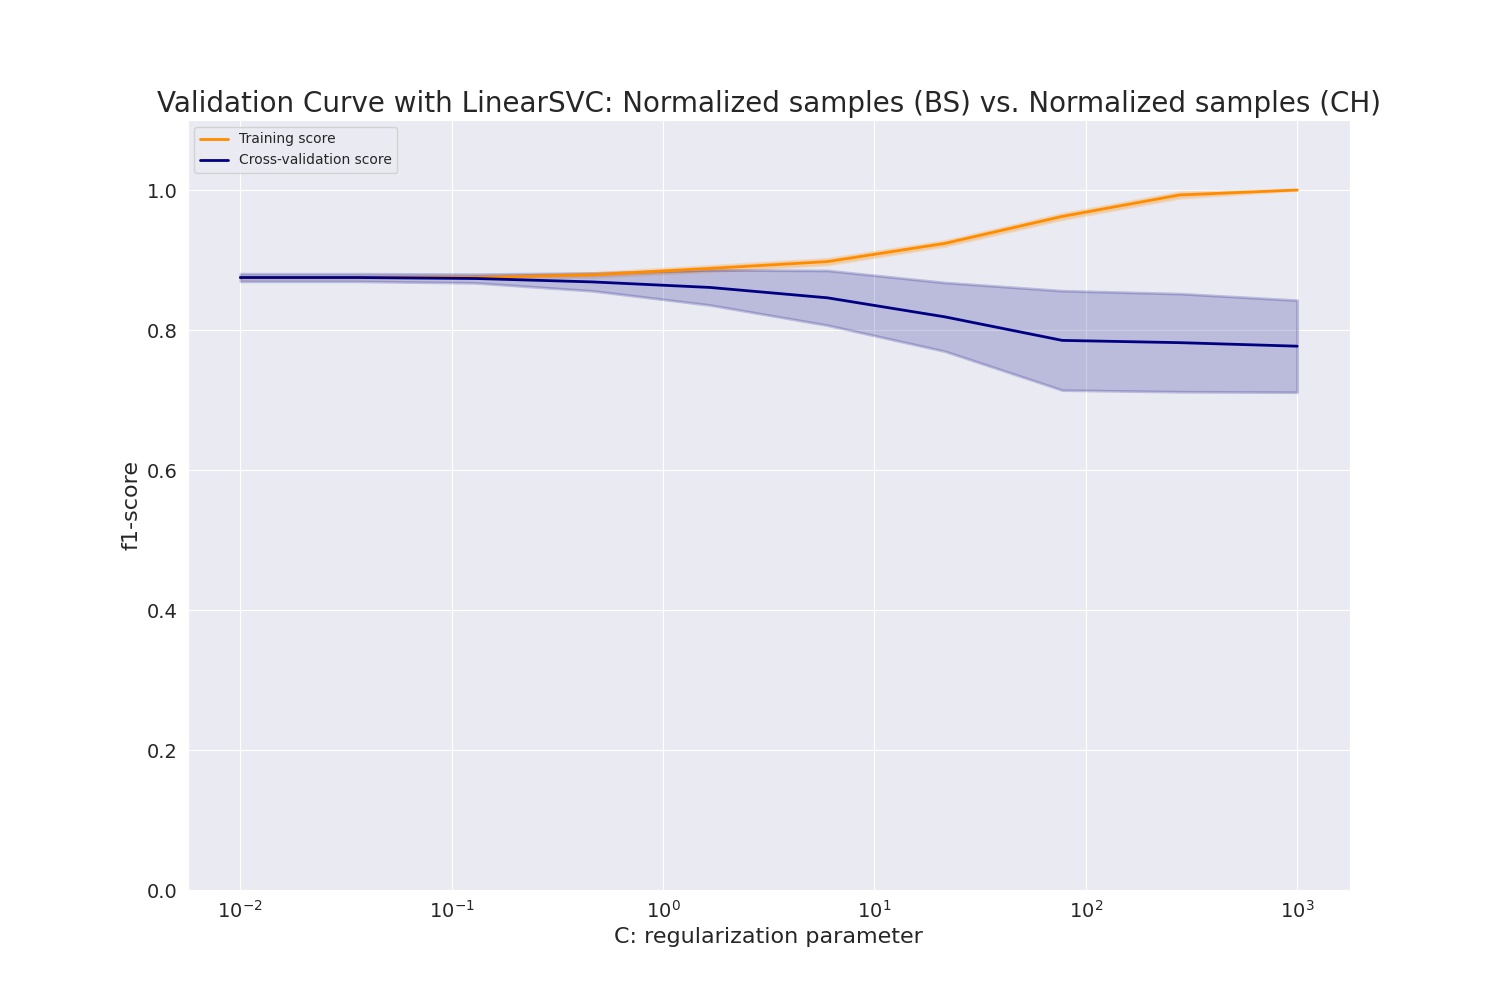 Validation Curve with LinearSVC: Normalized samples (BS) vs. Normalized samples (CH)
Training score
Cross-validation score
1.0
0.8
0.6
0.4
0.2
0.0
f1-score
10⁻² 10⁻¹ 10⁰ 10¹ 10² 10³
C: regularization parameter